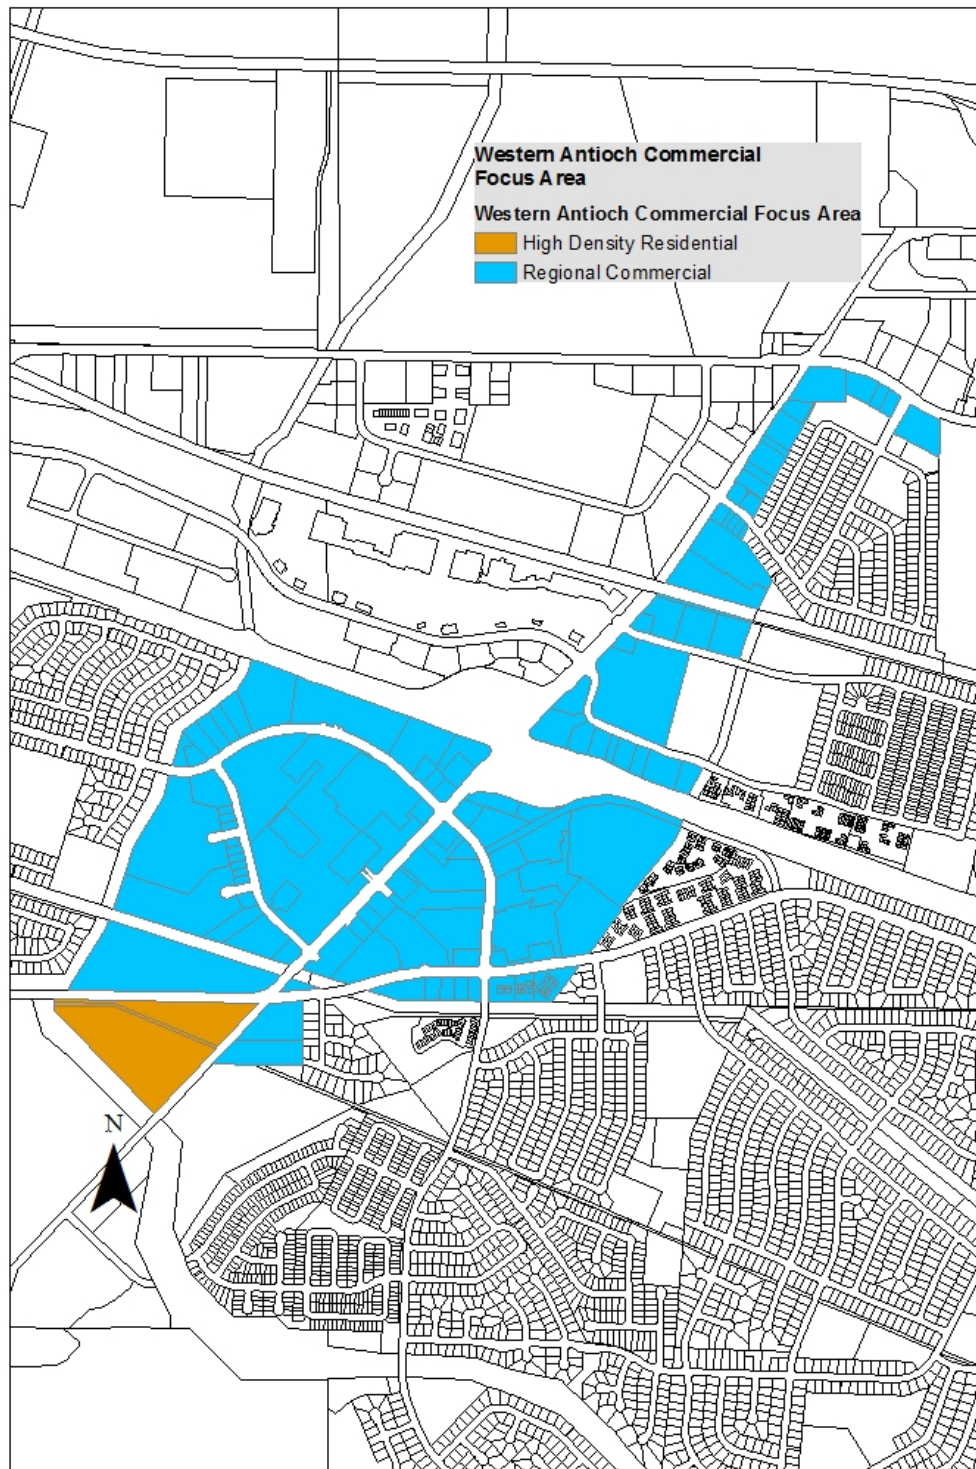 Western Antioch Commercial
Focus Area
Western Antioch Commercial Focus Area
High Density Residential
Regional Commercial
N